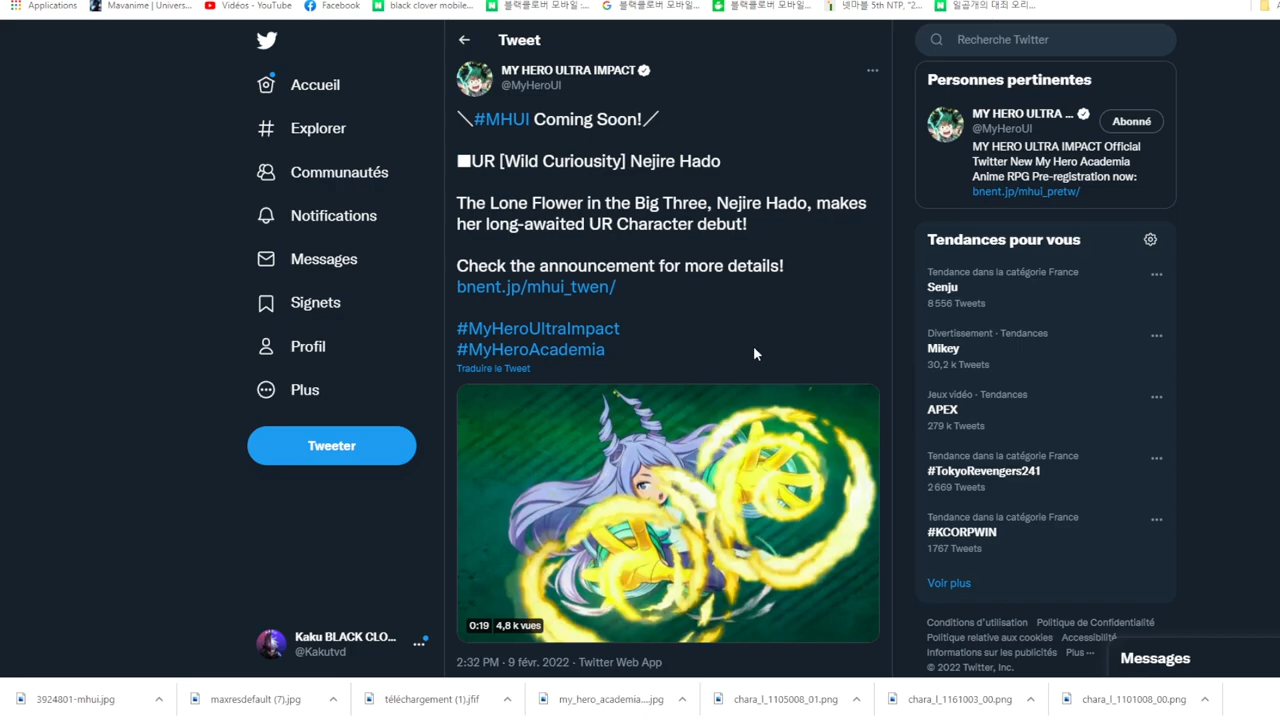 Applications
Mavanime | Univers...
Vidéos - YouTube
Facebook
black clover mobile...
블랙클로버 모바일 :...
블랙클로버 모바일...
블랙클로버 모바일...
넷마블 5th NTP, "2...
일곱개의 대죄 오리...
Accueil
Explorer
Communautés
Notifications
Messages
Signets
Profil
Plus
Tweeter
Kaku BLACK CLO...
@Kakutvd
Tweet
MY HERO ULTRA IMPACT
@MyHeroUI
＼#MHUI Coming Soon!／
■UR [Wild Curiousity] Nejire Hado
The Lone Flower in the Big Three, Nejire Hado, makes
her long-awaited UR Character debut!
Check the announcement for more details!
bnent.jp/mhui_twen/
#MyHeroUltraImpact
#MyHeroAcademia
Traduire le Tweet
0:19 4,8 k vues
2:32 PM · 9 févr. 2022 · Twitter Web App
Recherche Twitter
Personnes pertinentes
MY HERO ULTRA ...
@MyHeroUI
Abonné
MY HERO ULTRA IMPACT Official
Twitter New My Hero Academia
Anime RPG Pre-registration now:
bnent.jp/mhui_pretw/
Tendances pour vous
Tendance dans la catégorie France
Senju
8 556 Tweets
Divertissement · Tendances
Mikey
30,2 k Tweets
Jeux vidéo · Tendances
APEX
279 k Tweets
Tendance dans la catégorie France
#TokyoRevengers241
2 669 Tweets
Tendance dans la catégorie France
#KCORPWIN
1 767 Tweets
Voir plus
Conditions d'utilisation Politique de Confidentialité
Politique relative aux cookies Accessibilité
Informations sur les publicités Plus ···
© 2022 Twitter, Inc.
Messages
3924801-mhui.jpg
maxresdefault (7).jpg
téléchargement (1).jfif
my_hero_academia....jpg
chara_l_1105008_01.png
chara_l_1161003_00.png
chara_l_1101008_00.png